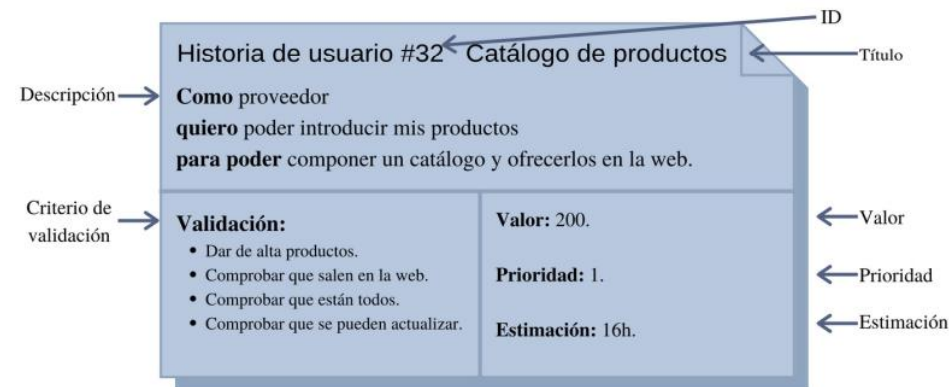 ID
Historia de usuario #32 Catálogo de productos
Título
Descripción
Como proveedor
quiero poder introducir mis productos
para poder componer un catálogo y ofrecerlos en la web.
Criterio de
validación
Validación:
• Dar de alta productos.
• Comprobar que salen en la web.
• Comprobar que están todos.
• Comprobar que se pueden actualizar.
Valor: 200.
Prioridad: 1.
Estimación: 16h.
Valor
Prioridad
Estimación